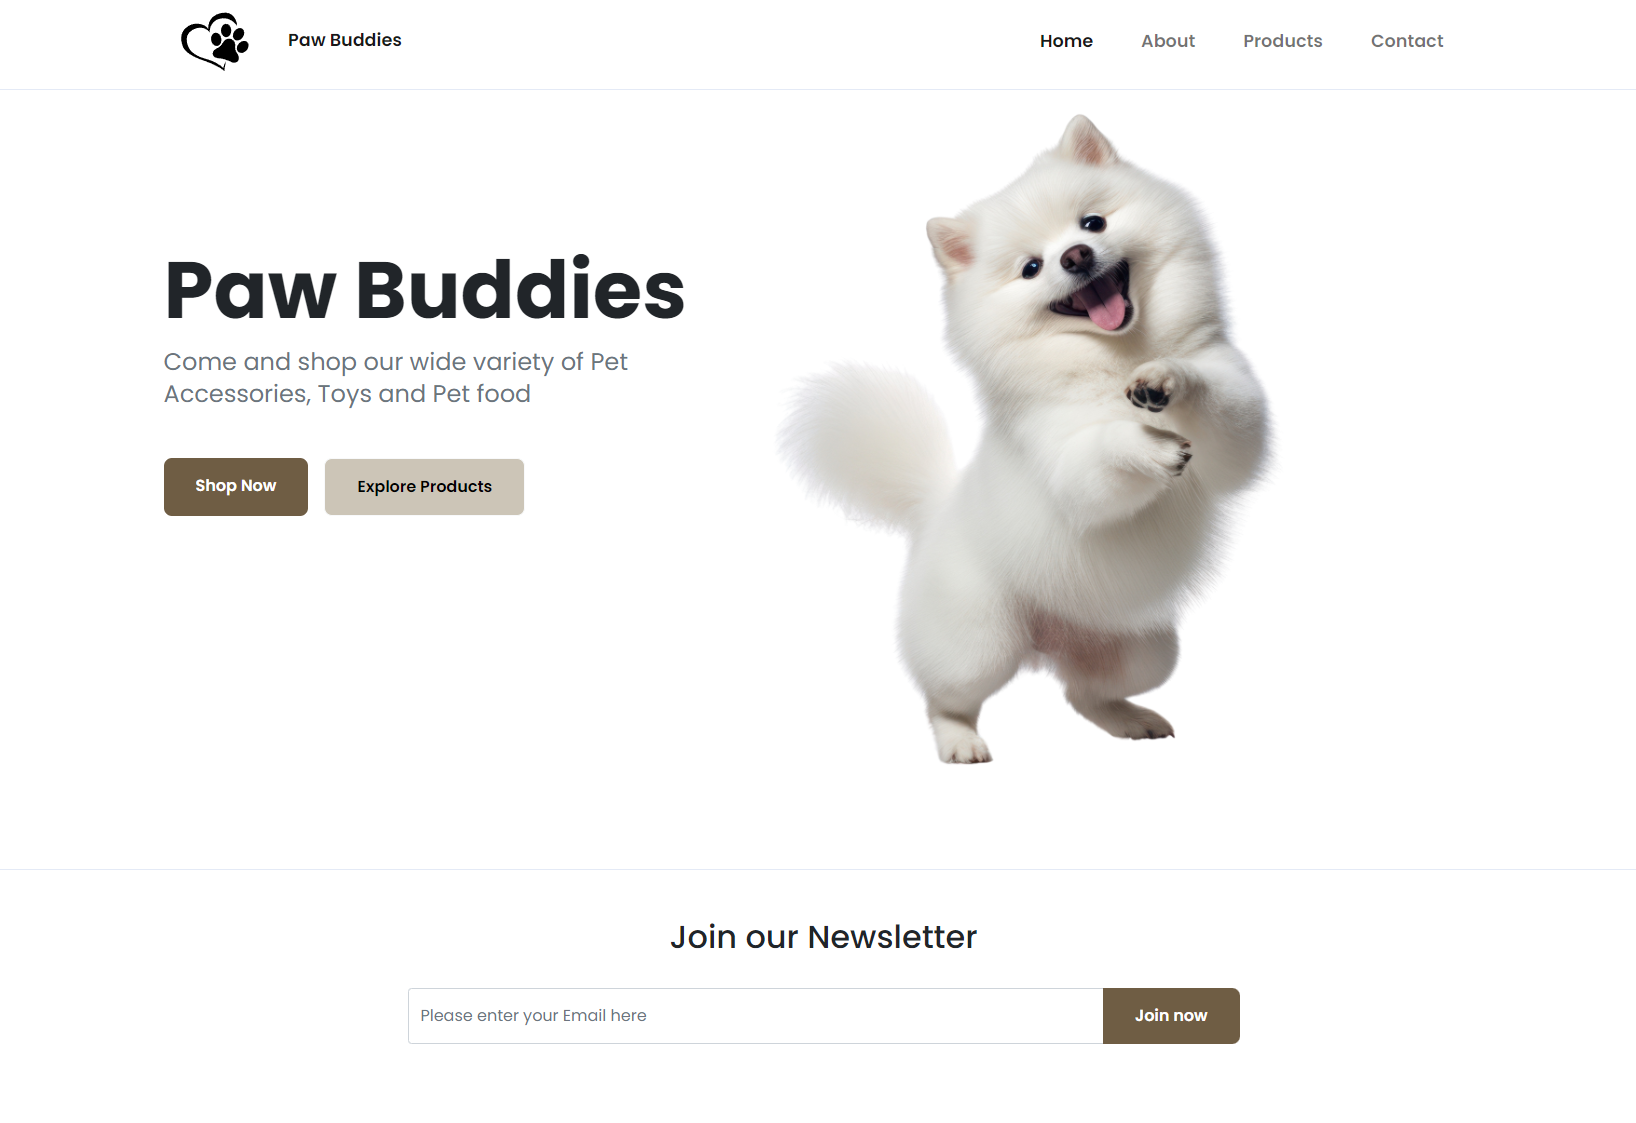 Paw Buddies
Home About Products Contact
Paw Buddies
Come and shop our wide variety of Pet
Accessories, Toys and Pet food
Shop Now
Explore Products
Join our Newsletter
Please enter your Email here
Join now